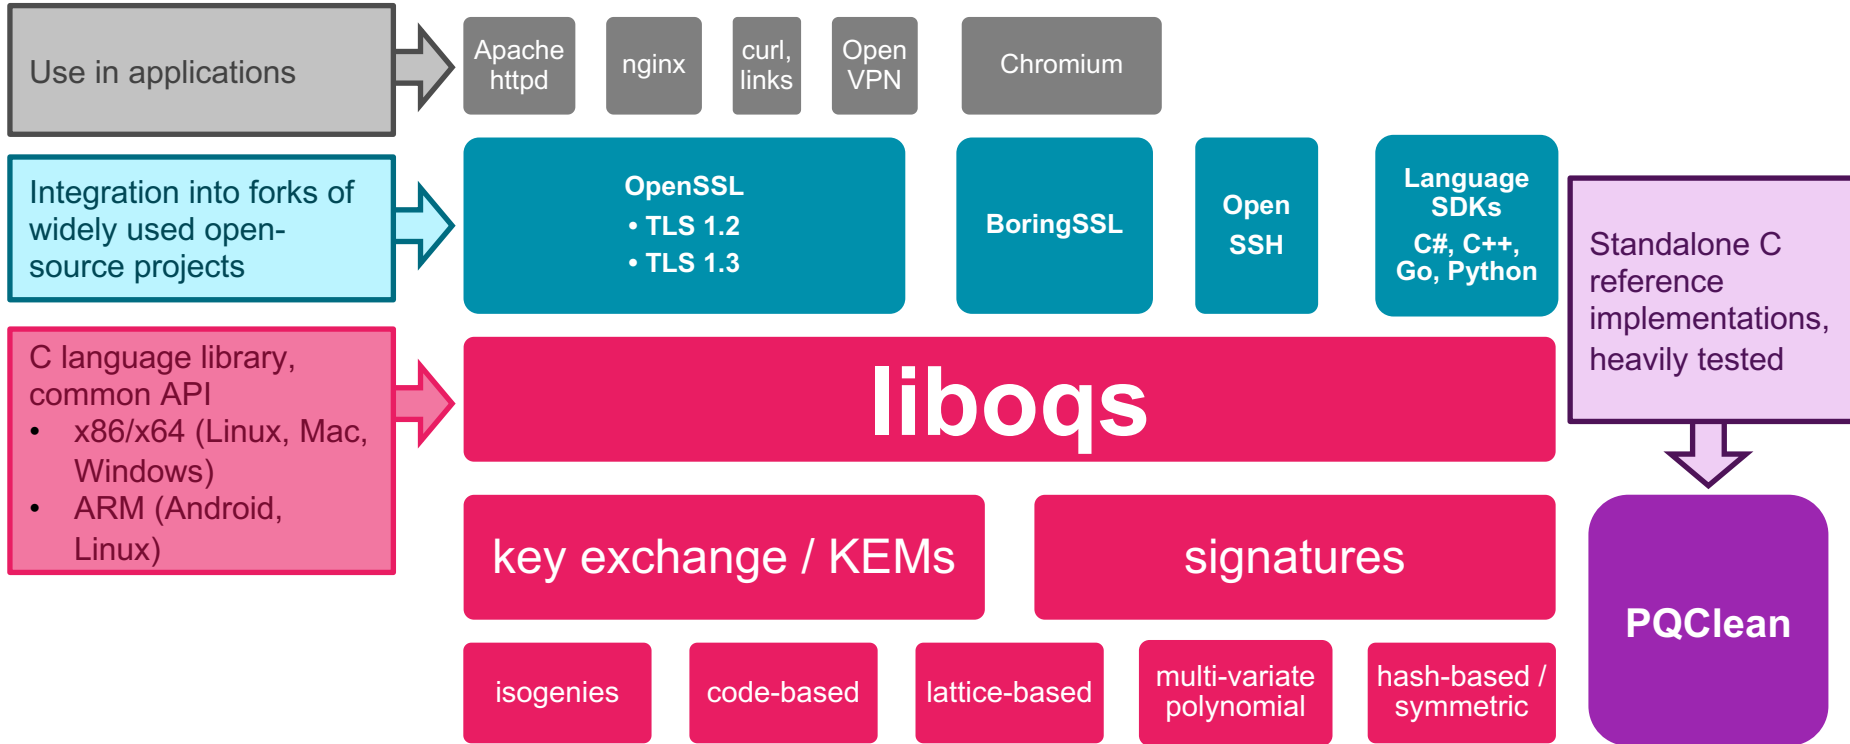 Use in applications
Apache
httpd
nginx
curl,
links
Open
VPN
Chromium
Integration into forks of
widely used open-
source projects
OpenSSL
• TLS 1.2
• TLS 1.3
BoringSSL
Open
SSH
Language
SDKs
C#, C++,
Go, Python
Standalone C
reference
implementations,
heavily tested
C language library,
common API
• x86/x64 (Linux, Mac,
Windows)
• ARM (Android,
Linux)
liboqs
key exchange / KEMs
signatures
PQClean
isogenies
code-based
lattice-based
multi-variate
polynomial
hash-based /
symmetric